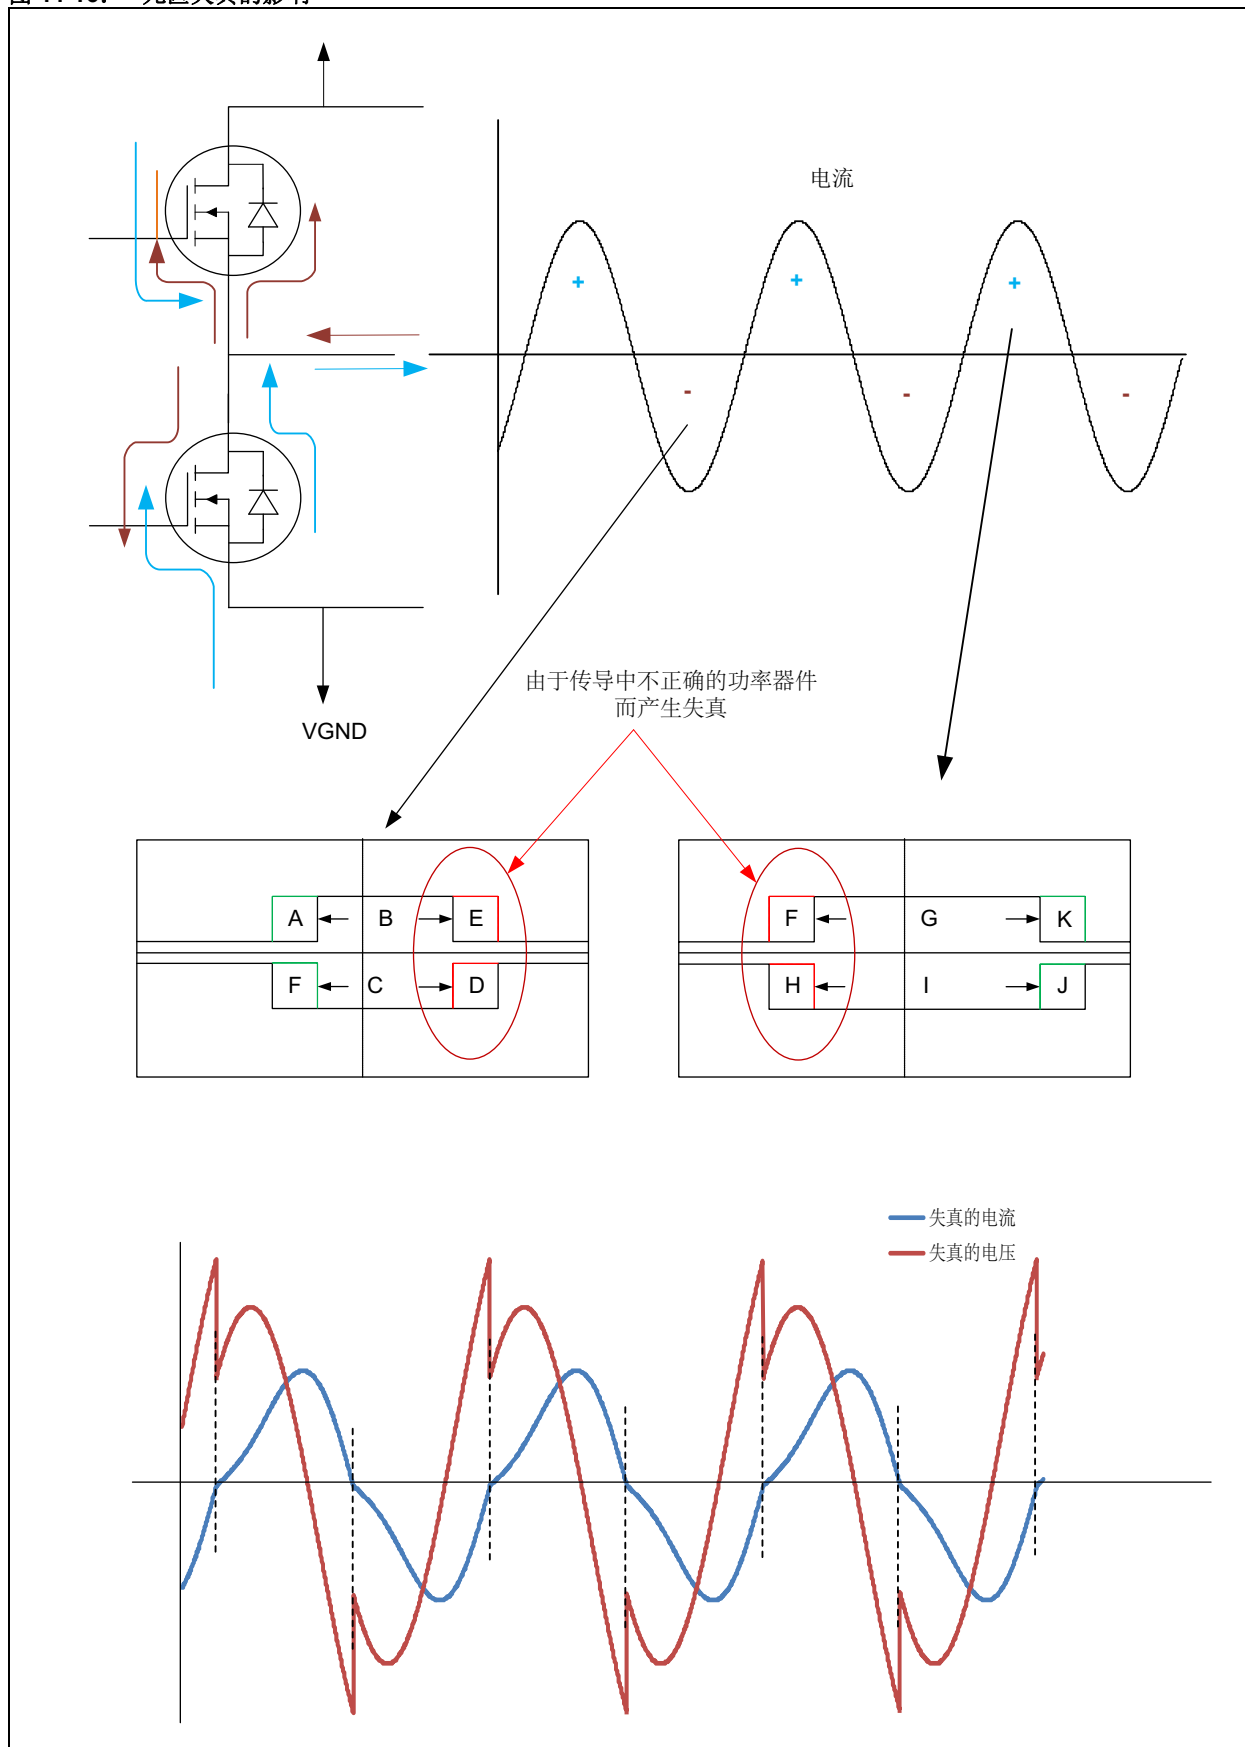 电流
+ + +
- - -
由于传导中不正确的功率器件
而产生失真
VGND
A B E
F C D
F G K
H I J
失真的电流
失真的电压